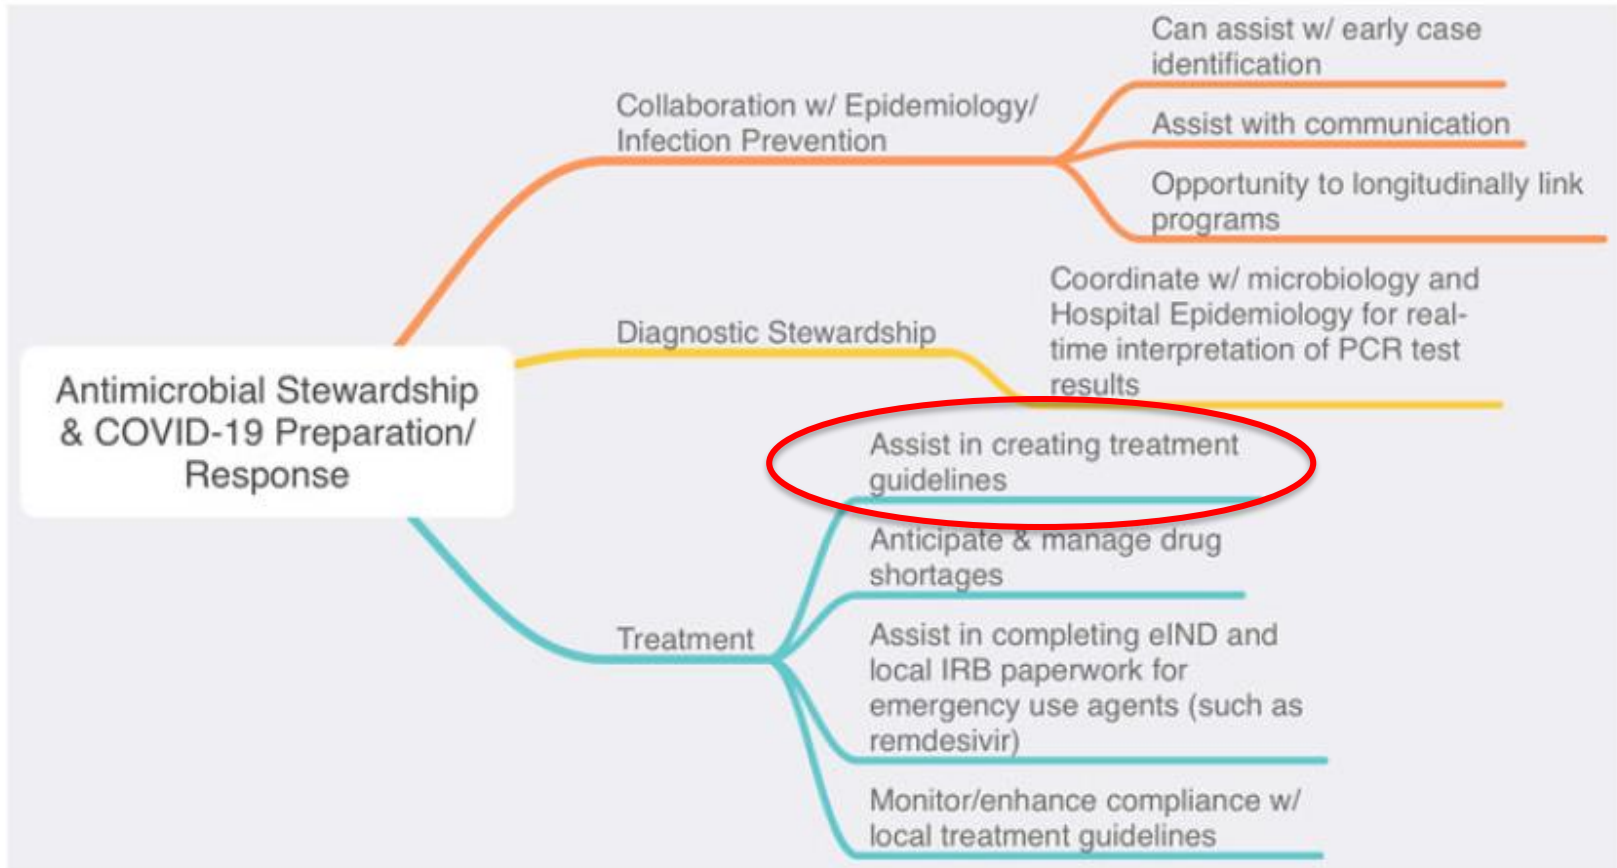 Can assist w/ early case
identification
Collaboration w/ Epidemiology/
Infection Prevention
Assist with communication
Opportunity to longitudinally link
programs
Antimicrobial Stewardship
& COVID-19 Preparation/
Response
Diagnostic Stewardship
Coordinate w/ microbiology and
Hospital Epidemiology for real-
time interpretation of PCR test
results
Treatment
Assist in creating treatment
guidelines
Anticipate & manage drug
shortages
Assist in completing eIND and
local IRB paperwork for
emergency use agents (such as
remdesivir)
Monitor/enhance compliance w/
local treatment guidelines